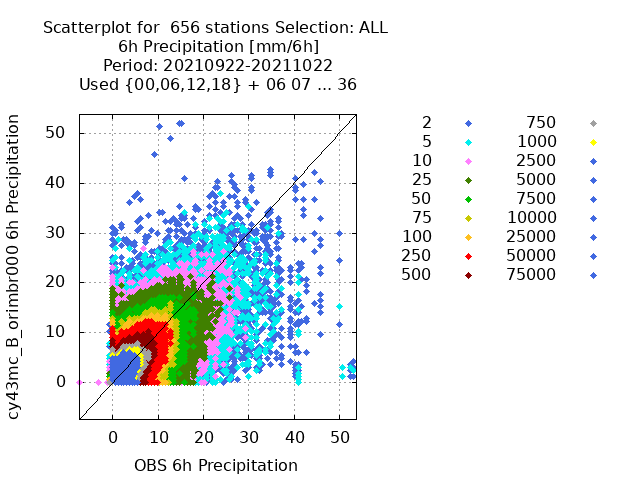 Scatterplot for  656 stations Selection: ALL
6h Precipitation [mm/6h]
Period: 20210922-20211022
Used {00,06,12,18} + 06 07 ... 36
cy43mc_B_orimbr000 6h Precipitation
50
40
30
20
10
0
0 10 20 30 40 50
OBS 6h Precipitation
2 750
5 1000
10 2500
25 5000
50 7500
75 10000
100 25000
250 50000
500 75000